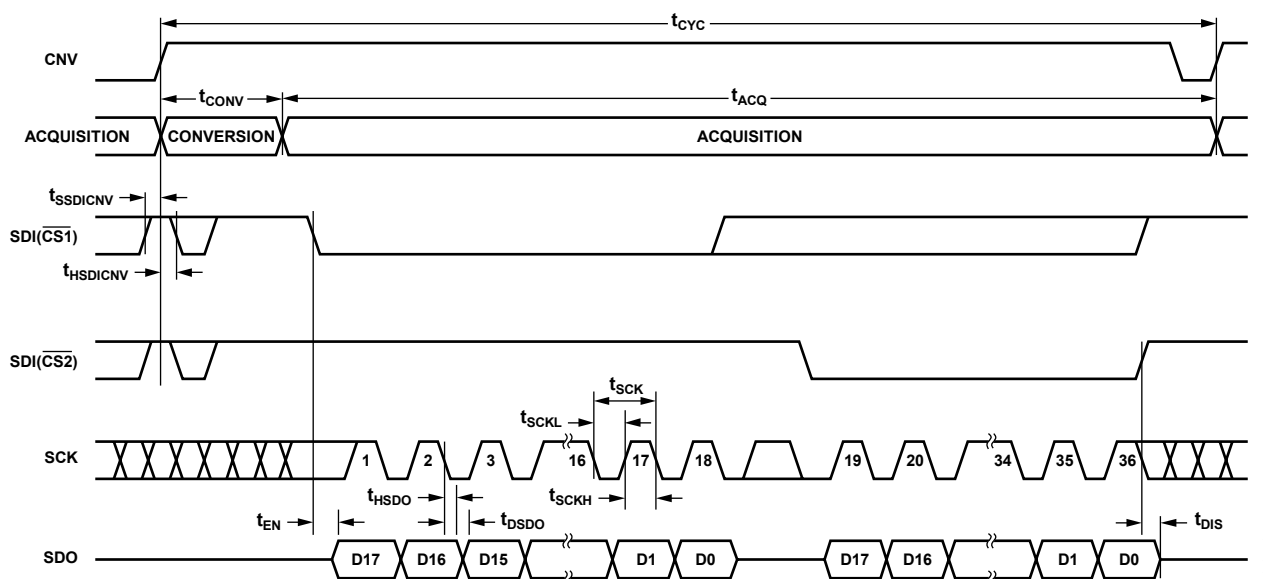 tCYC
CNV
tCONV
tACQ
ACQUISITION CONVERSION ACQUISITION
tSSDICNV
SDI(CS1)
tHSDICNV
SDI(CS2)
tSCK
tSCKL
SCK 1 2 3 16 17 18 19 20 34 35 36
tHSDO
tSCKH
tEN tDSDO tDIS
SDO D17 D16 D15 D1 D0 D17 D16 D1 D0